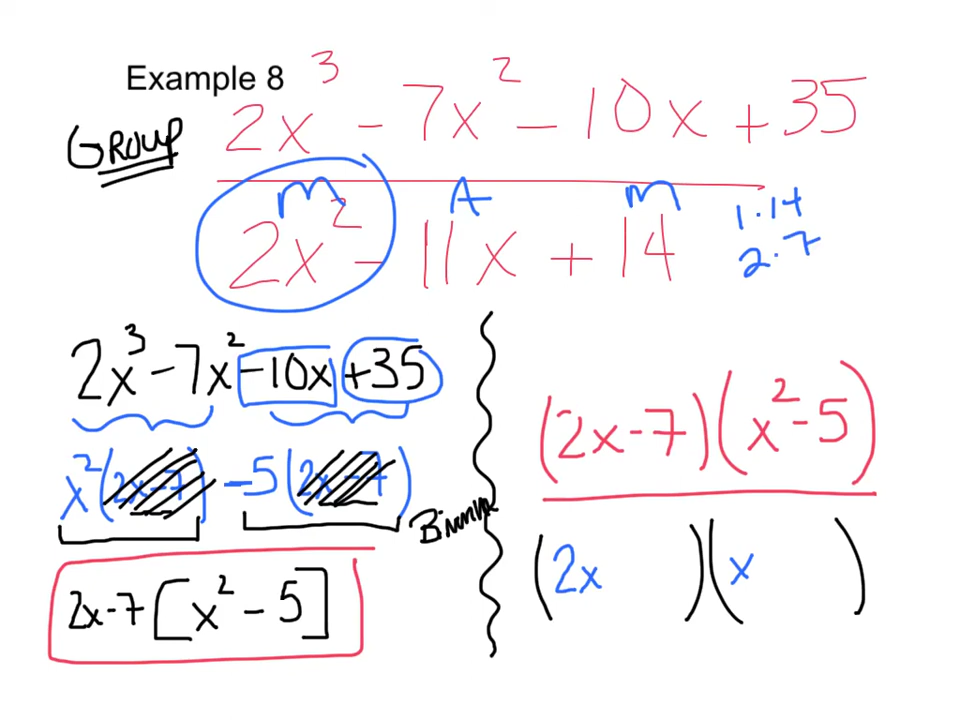 Example 8
2x³ - 7x² - 10x + 35
GROUP
M A M
2x² - 11x + 14
1·14
2·7
2x³ - 7x² - 10x + 35
x²(2x-7) - 5(2x-7)
2x-7[x² - 5]
(2x-7)(x²-5)
(2x )(x )